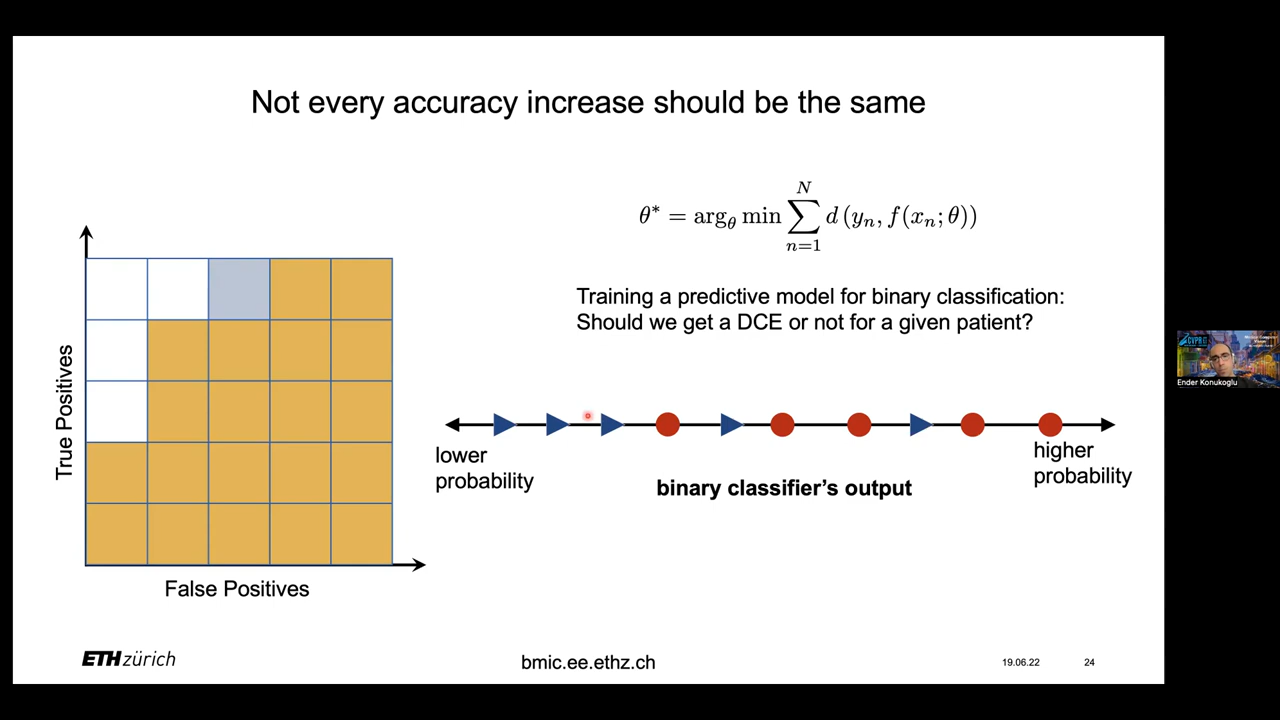 Not every accuracy increase should be the same
θ* = arg_θ min ∑_{n=1}^{N} d (y_n, f(x_n; θ))
Training a predictive model for binary classification:
Should we get a DCE or not for a given patient?
True Positives
False Positives
lower
probability
higher
probability
binary classifier's output
ETH zürich
bmic.ee.ethz.ch
19.06.22
24
CVPR
Ender Konukoglu